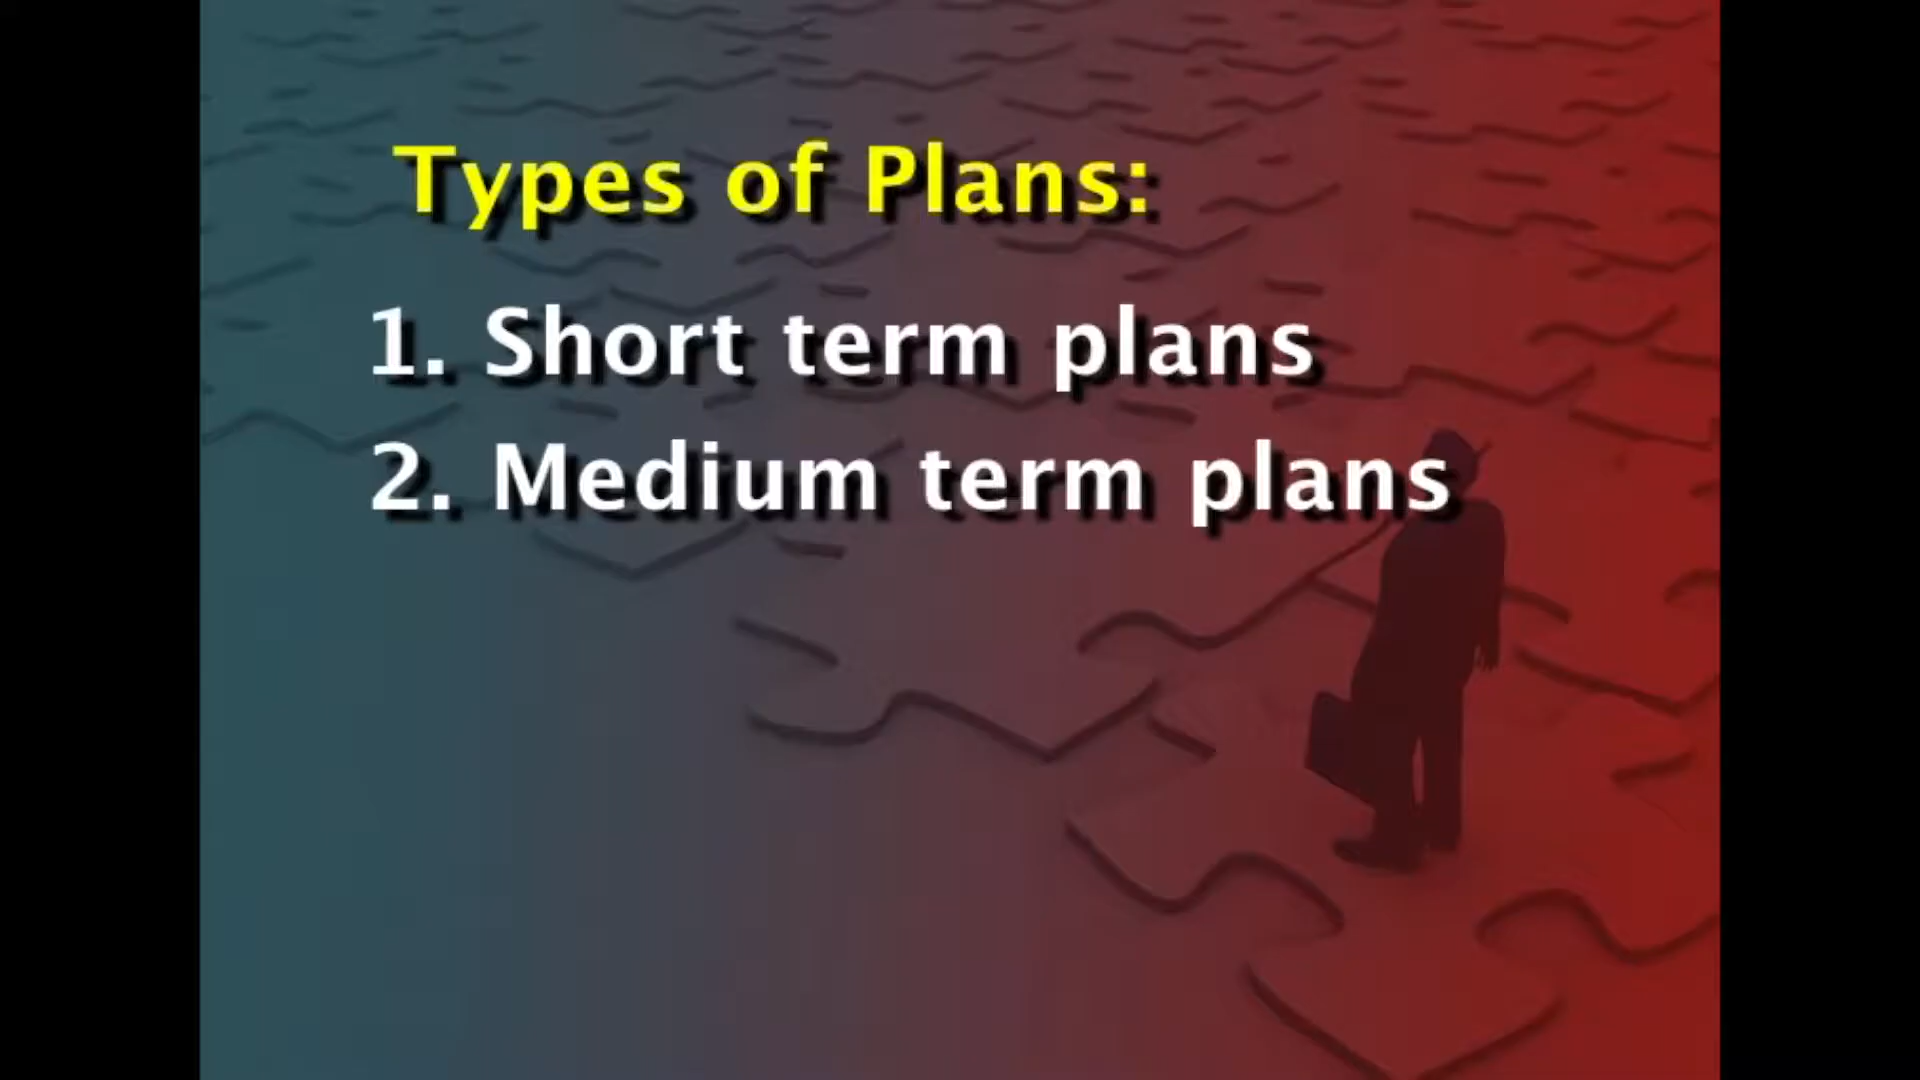 Types of Plans:
1. Short term plans
2. Medium term plans